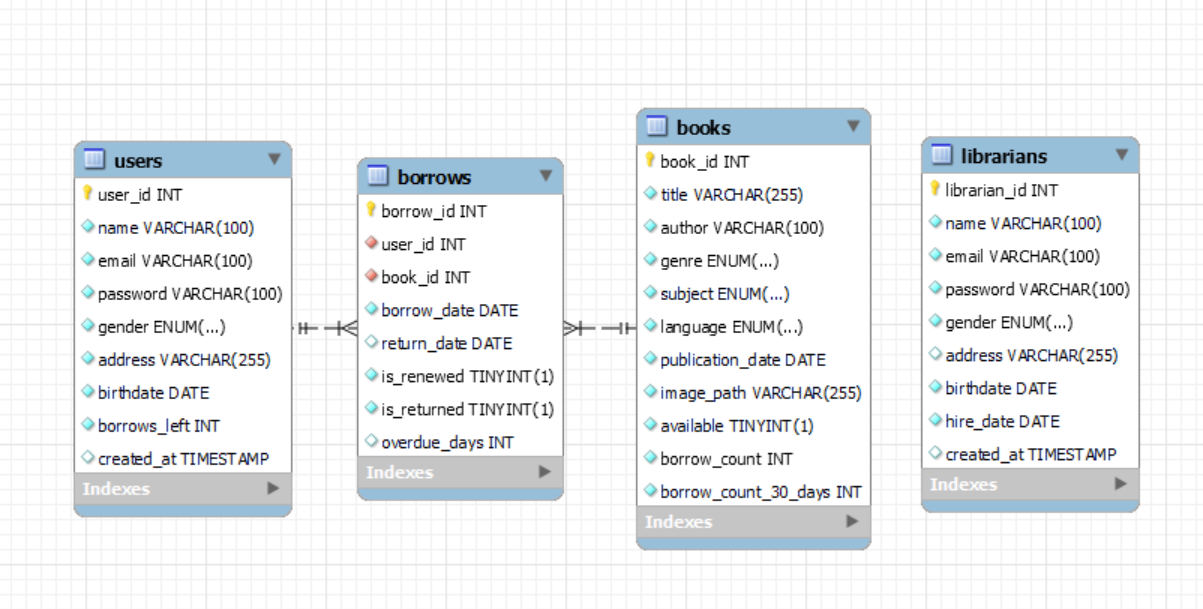 users
user_id INT
name VARCHAR(100)
email VARCHAR(100)
password VARCHAR(100)
gender ENUM(...)
address VARCHAR(255)
birthdate DATE
borrows_left INT
created_at TIMESTAMP
Indexes
borrows
borrow_id INT
user_id INT
book_id INT
borrow_date DATE
return_date DATE
is_renewed TINYINT(1)
is_returned TINYINT(1)
overdue_days INT
Indexes
books
book_id INT
title VARCHAR(255)
author VARCHAR(100)
genre ENUM(...)
subject ENUM(...)
language ENUM(...)
publication_date DATE
image_path VARCHAR(255)
available TINYINT(1)
borrow_count INT
borrow_count_30_days INT
Indexes
librarians
librarian_id INT
name VARCHAR(100)
email VARCHAR(100)
password VARCHAR(100)
gender ENUM(...)
address VARCHAR(255)
birthdate DATE
hire_date DATE
created_at TIMESTAMP
Indexes